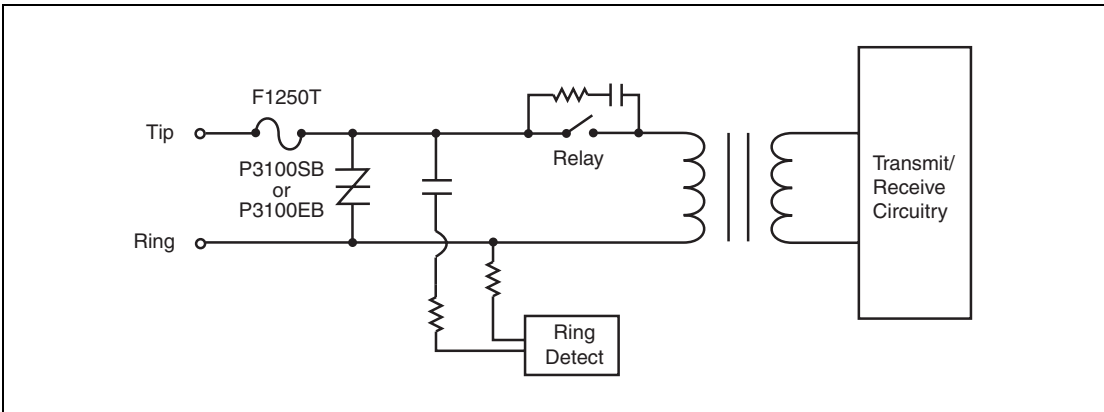 F1250T
Tip
P3100SB
or
P3100EB
Ring
Relay
Ring
Detect
Transmit/
Receive
Circuitry